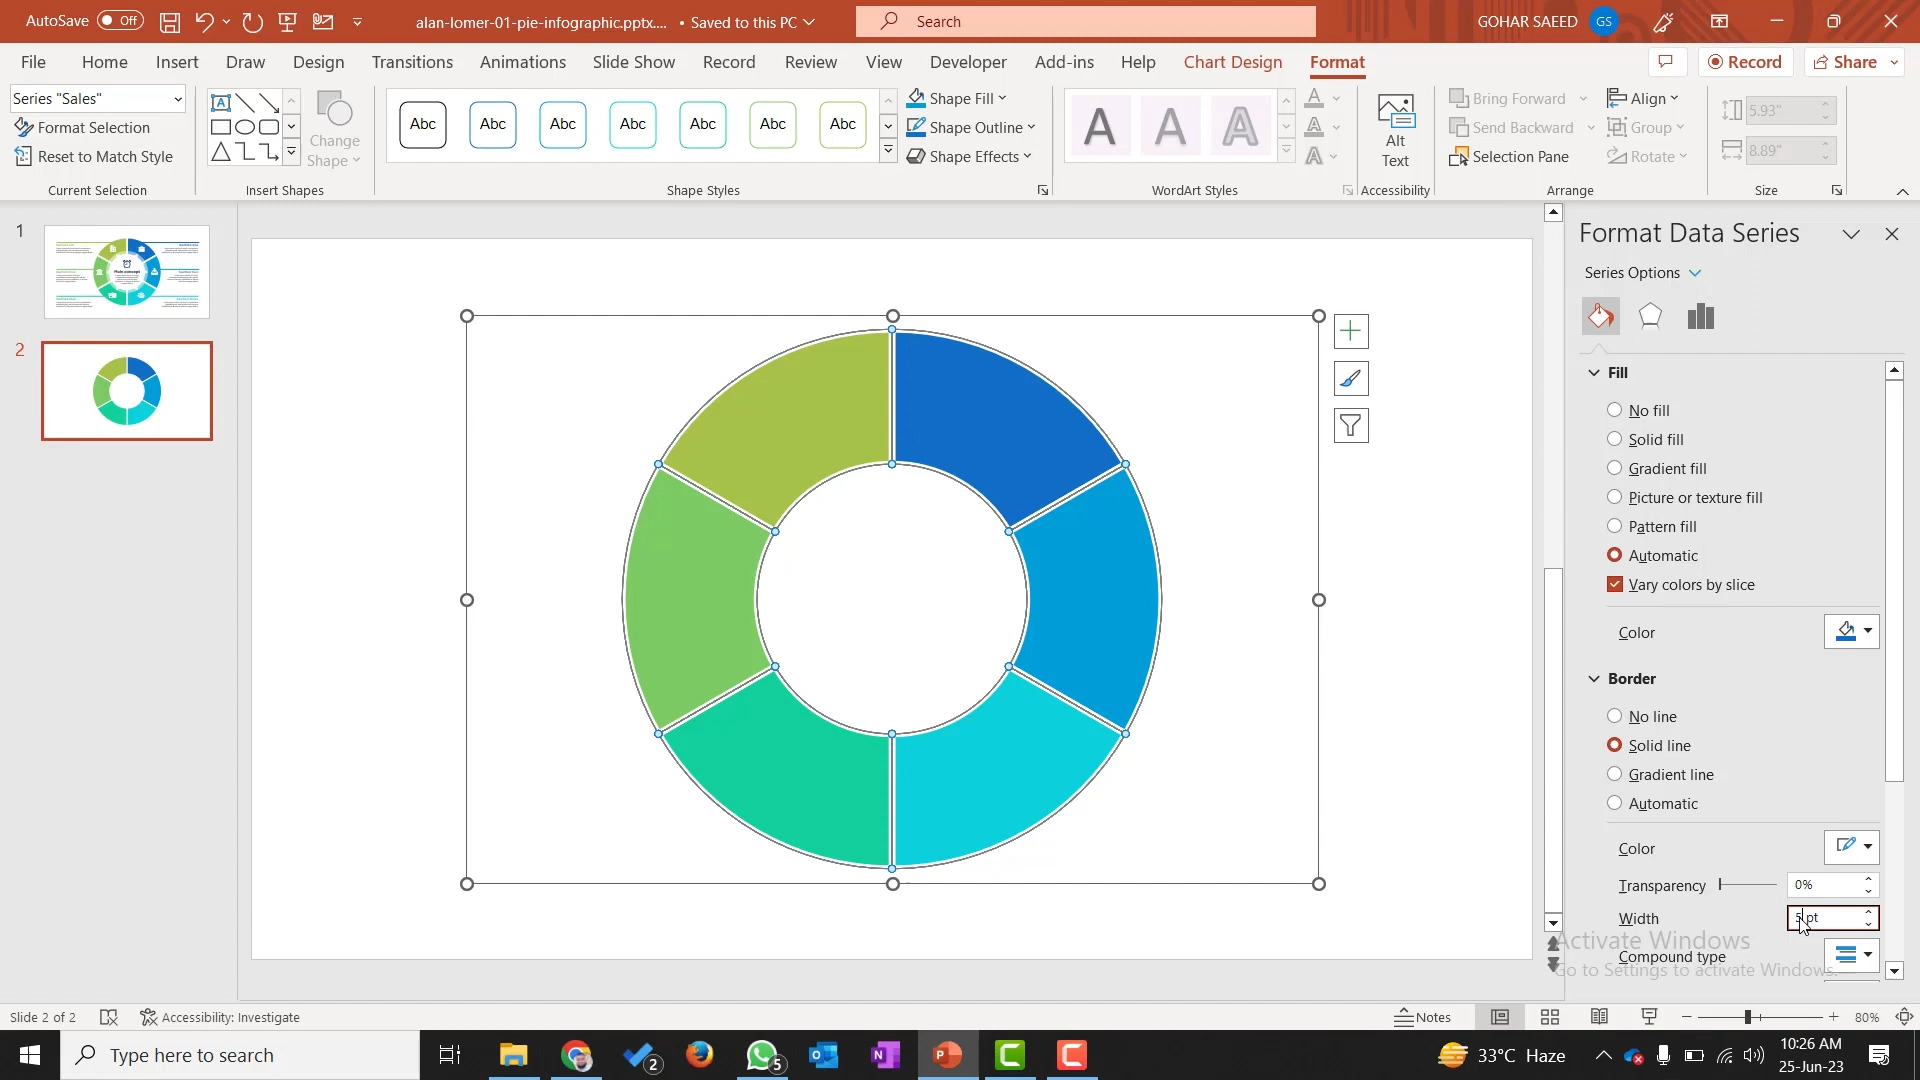 AutoSave Off alan-lomer-01-pie-infographic.pptx.... • Saved to this PC Search GOHAR SAEED GS
File Home Insert Draw Design Transitions Animations Slide Show Record Review View Developer Add-ins Help Chart Design Format Record Share
Series "Sales"
Format Selection
Reset to Match Style
Current Selection
Change
Shape
Insert Shapes
Abc Abc Abc Abc Abc Abc Abc
Shape Fill
Shape Outline
Shape Effects
Shape Styles
A A A
WordArt Styles
Alt
Text
Accessibility
Bring Forward
Send Backward
Selection Pane
Align
Group
Rotate
Arrange
5.93"
8.89"
Size
1
2
Format Data Series
Series Options
Fill
No fill
Solid fill
Gradient fill
Picture or texture fill
Pattern fill
Automatic
Vary colors by slice
Color
Border
No line
Solid line
Gradient line
Automatic
Color
Transparency 0%
Width 5 pt
Compound type
Activate Windows
Go to Settings to activate Windows.
Slide 2 of 2 Accessibility: Investigate Notes 80%
Type here to search 2 5 33°C Haze 10:26 AM
25-Jun-23